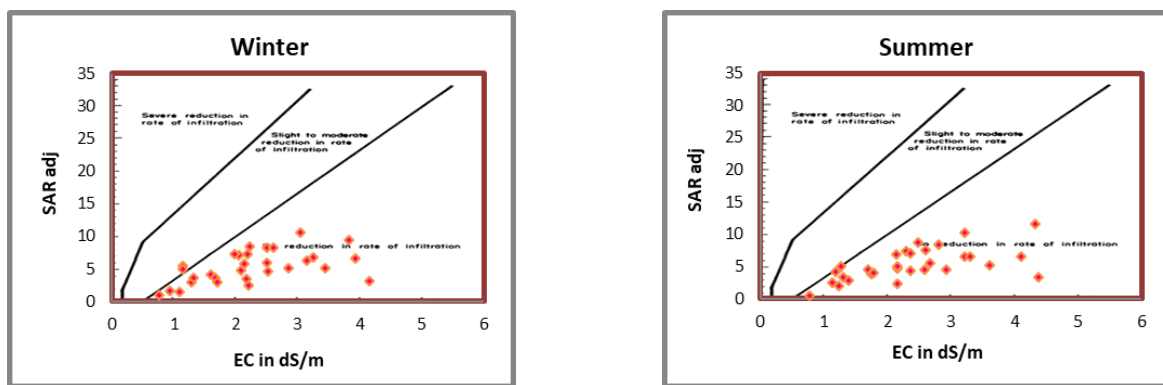 Winter
35
30
25
20
15
10
5
0
SAR adj
Severe reduction in
rate of infiltration
Slight to moderate
reduction in rate
of infiltration
reduction in rate of infiltration
0 1 2 3 4 5 6
EC in dS/m
Summer
35
30
25
20
15
10
5
0
SAR adj
Severe reduction in
rate of infiltration
Slight to moderate
reduction in rate
of infiltration
reduction in rate of infiltration
0 1 2 3 4 5 6
EC in dS/m